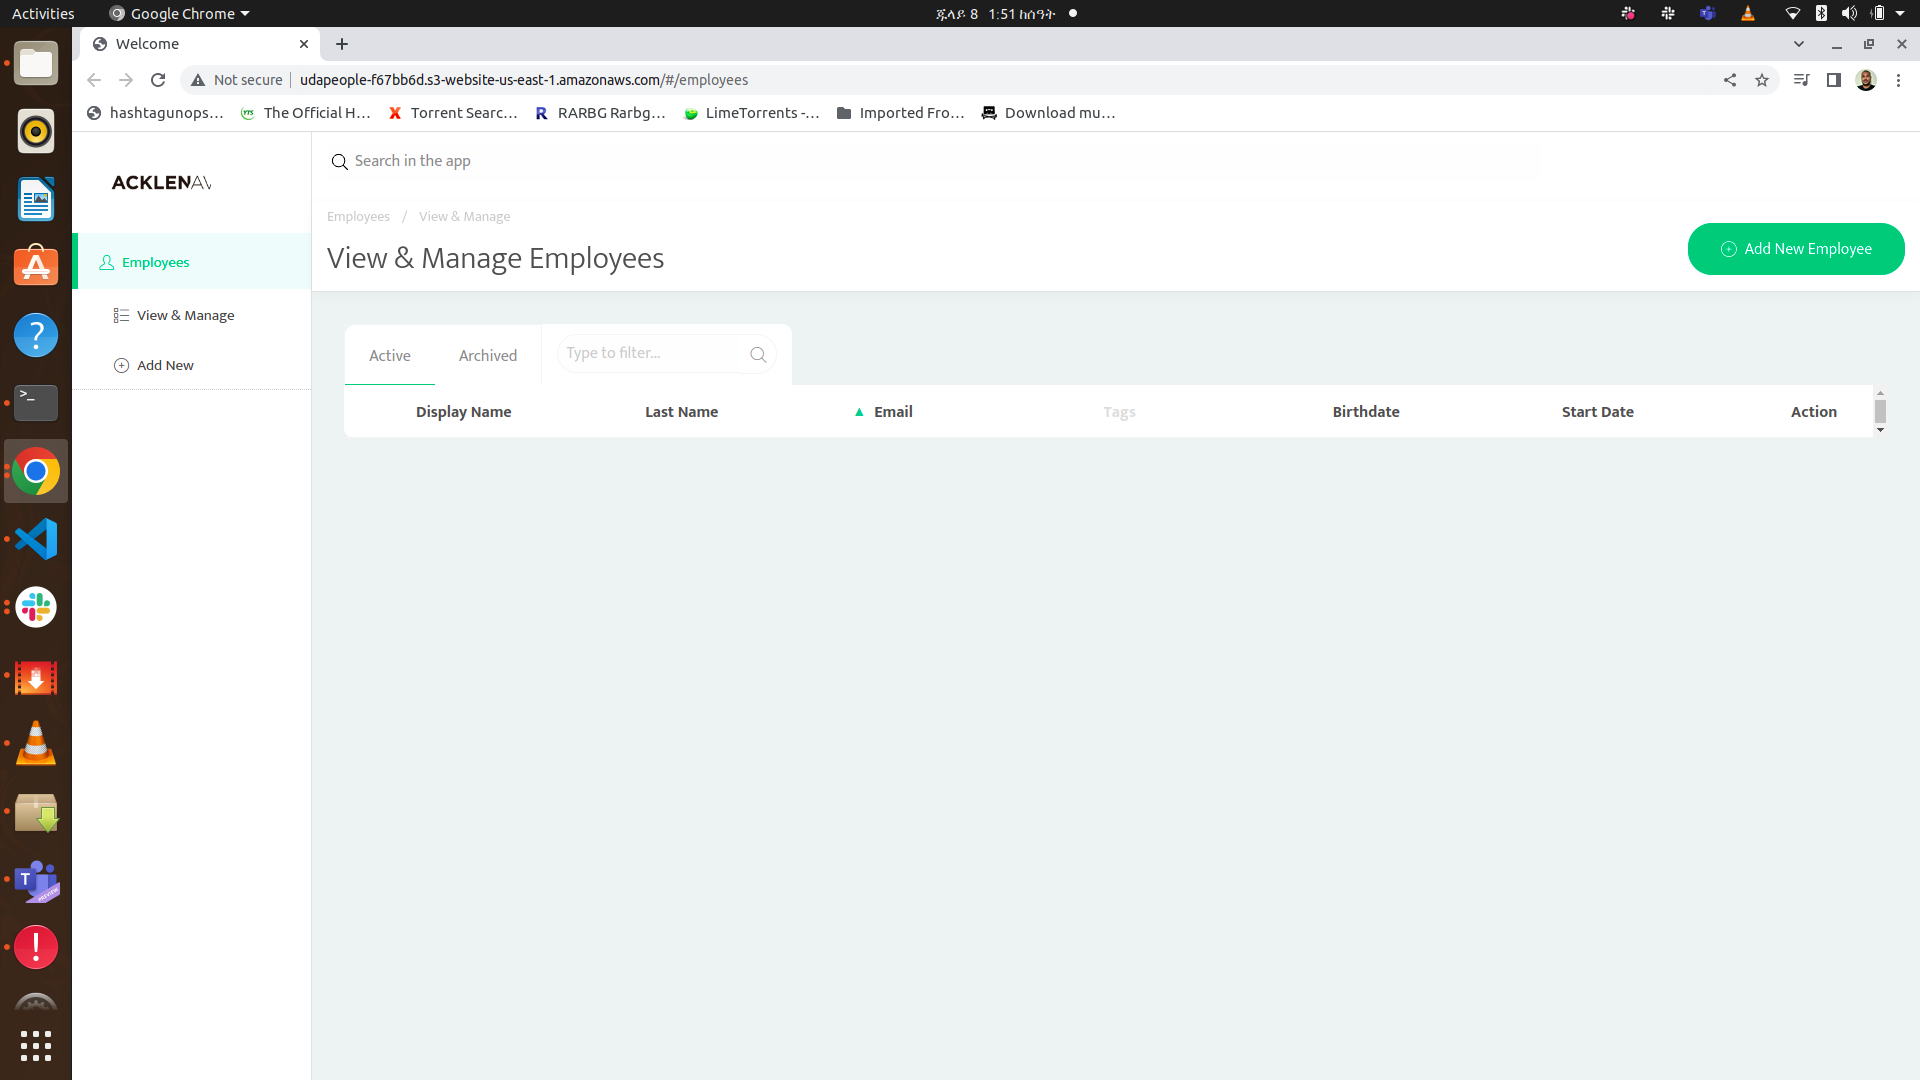 Activities
Google Chrome
ጁላይ 8 1:51 ከሰዓት
Welcome
Not secure
udapeople-f67bb6d.s3-website-us-east-1.amazonaws.com/#/employees
hashtagunops...
The Official H...
Torrent Searc...
RARBG Rarbg...
LimeTorrents -...
Imported Fro...
Download mu...
ACKLENAV
Search in the app
Employees / View & Manage
View & Manage Employees
Add New Employee
Employees
View & Manage
Add New
Active
Archived
Type to filter...
Display Name
Last Name
Email
Tags
Birthdate
Start Date
Action